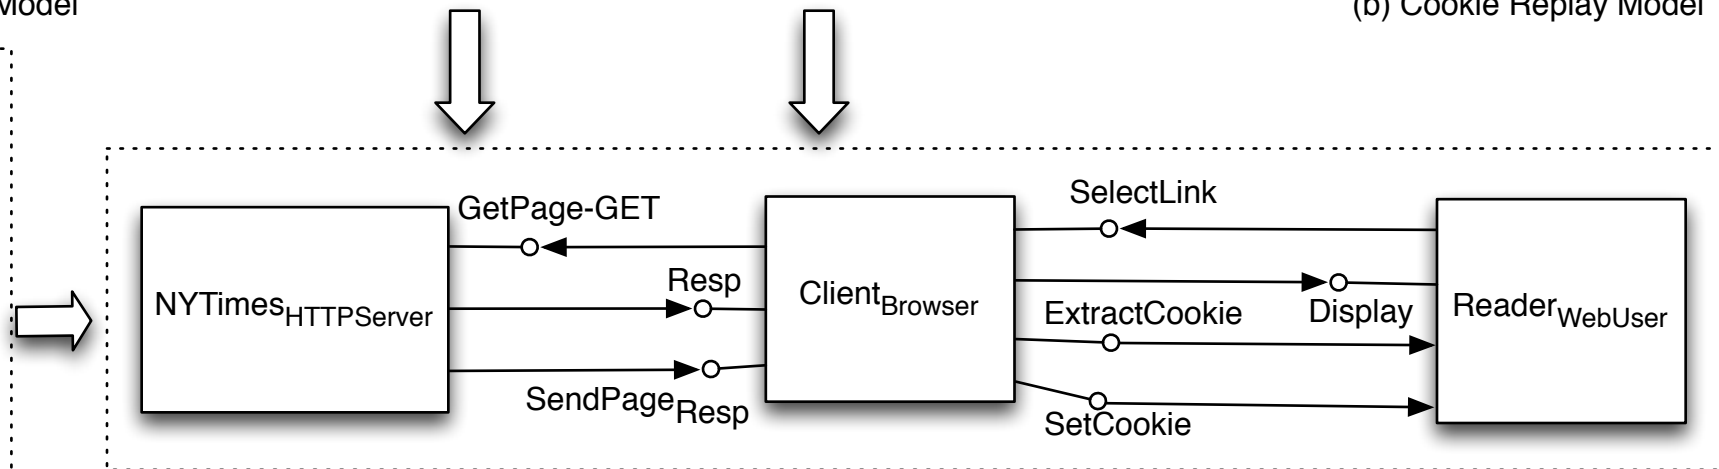 Model
(b) Cookie Replay Model
SelectLink
GetPage-GET
Resp
NYTimesHTTPServer
ClientBrowser
ExtractCookie
Display
ReaderWebUser
SendPageResp
SetCookie